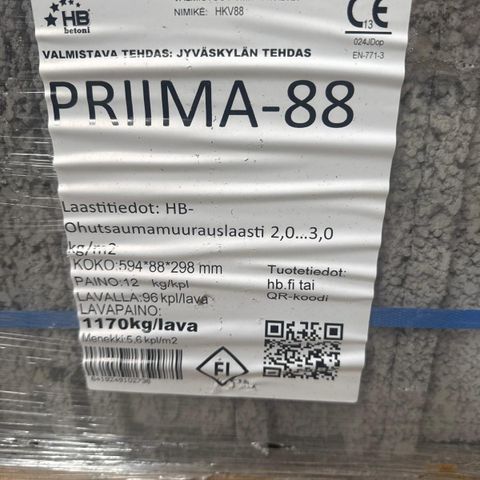 HB
betoni
NIMIKE: HKV88
CE
13
024JDop
EN-771-3
VALMISTAVA TEHDAS: JYVÄSKYLÄN TEHDAS
PRIIMA-88
Laastitiedot: HB-
Ohutsaumamuurauslaasti 2,0...3,0
kg/m2
KOKO:594*88*298 mm
PAINO:12 kg/kpl
LAVALLA:96 kpl/lava
LAVAPAINO:
1170kg/lava
Menekki:5,6 kpl/m2
Tuotetiedot:
hb.fi tai
QR-koodi
FI